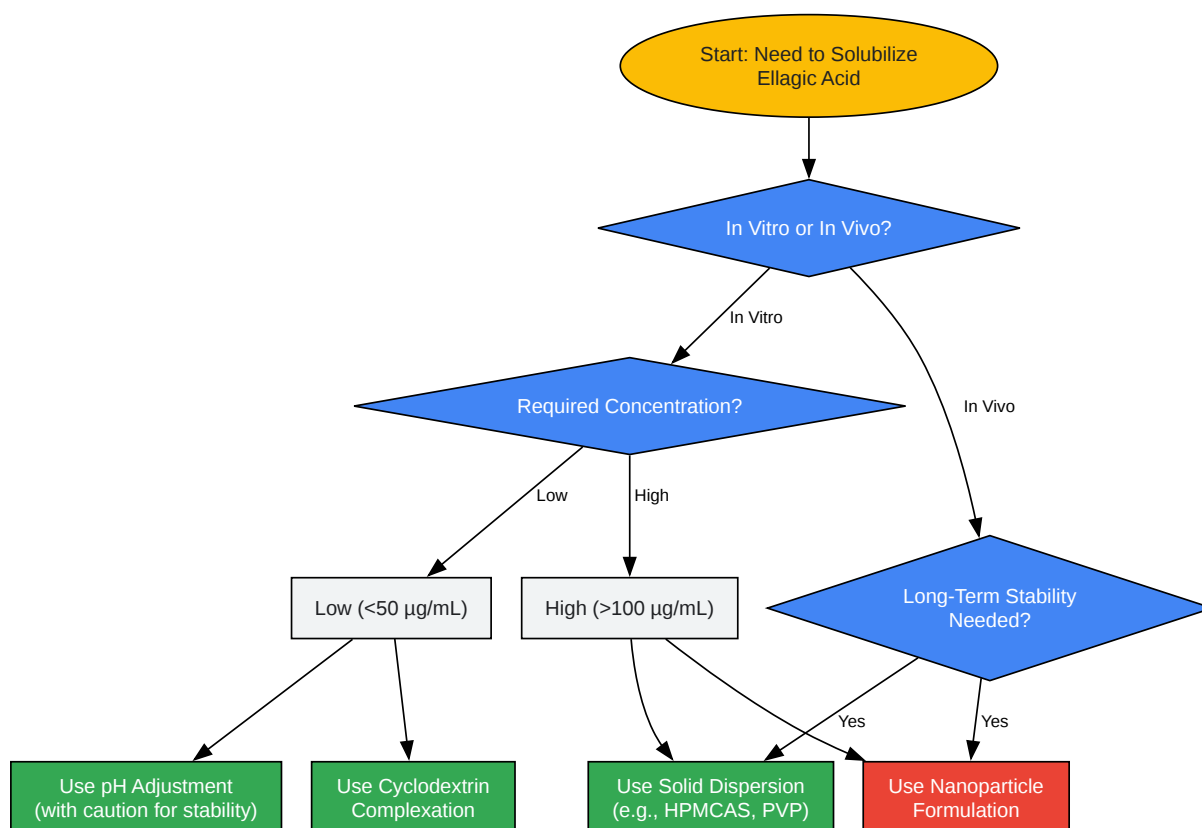 Start: Need to Solubilize
Ellagic Acid
In Vitro or In Vivo?
In Vitro
Required Concentration?
In Vivo
Low
High
Low (<50 µg/mL)
High (>100 µg/mL)
Long-Term Stability
Needed?
Yes
Yes
Use pH Adjustment
(with caution for stability)
Use Cyclodextrin
Complexation
Use Solid Dispersion
(e.g., HPMCAS, PVP)
Use Nanoparticle
Formulation